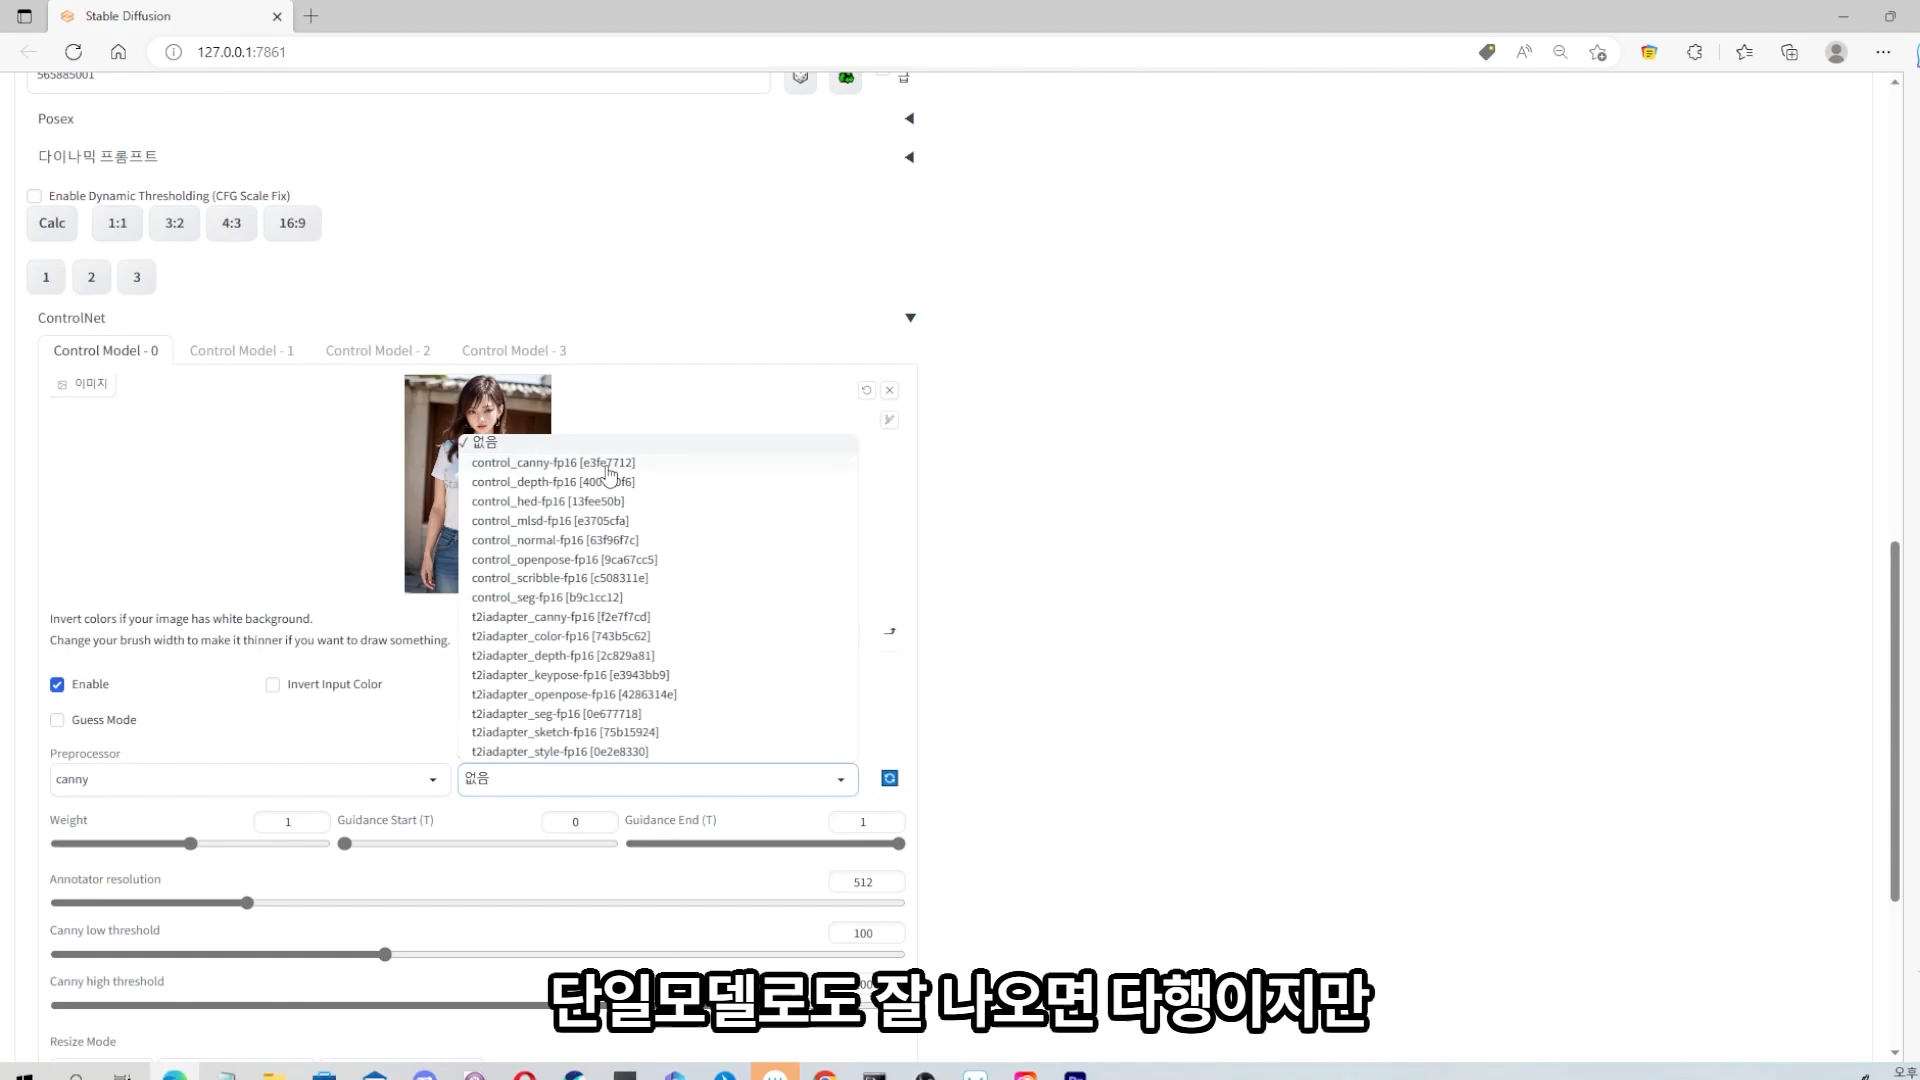 Stable Diffusion
127.0.0.1:7861
565885001
Posex
다이나믹 프롬프트
Enable Dynamic Thresholding (CFG Scale Fix)
Calc 1:1 3:2 4:3 16:9
1 2 3
ControlNet
Control Model - 0 Control Model - 1 Control Model - 2 Control Model - 3
이미지
✓ 없음
control_canny-fp16 [e3fe7712]
control_depth-fp16
control_hed-fp16 [13fee50b]
control_mlsd-fp16 [e3705cfa]
control_normal-fp16 [63f96f7c]
control_openpose-fp16 [9ca67cc5]
control_scribble-fp16 [c508311e]
control_seg-fp16 [b9c1cc12]
t2iadapter_canny-fp16 [f2e7f7cd]
t2iadapter_color-fp16 [743b5c62]
t2iadapter_depth-fp16 [2c829a81]
t2iadapter_keypose-fp16 [e3943bb9]
t2iadapter_openpose-fp16 [4286314e]
t2iadapter_seg-fp16 [0e677718]
t2iadapter_sketch-fp16 [75b15924]
t2iadapter_style-fp16 [0e2e8330]
Invert colors if your image has white background.
Change your brush width to make it thinner if you want to draw something.
Enable Invert Input Color
Guess Mode
Preprocessor
canny 없음
Weight 1 Guidance Start (T) 0 Guidance End (T) 1
Annotator resolution 512
Canny low threshold 100
Canny high threshold
단일모델로도 잘 나오면 다행이지만
Resize Mode
오후